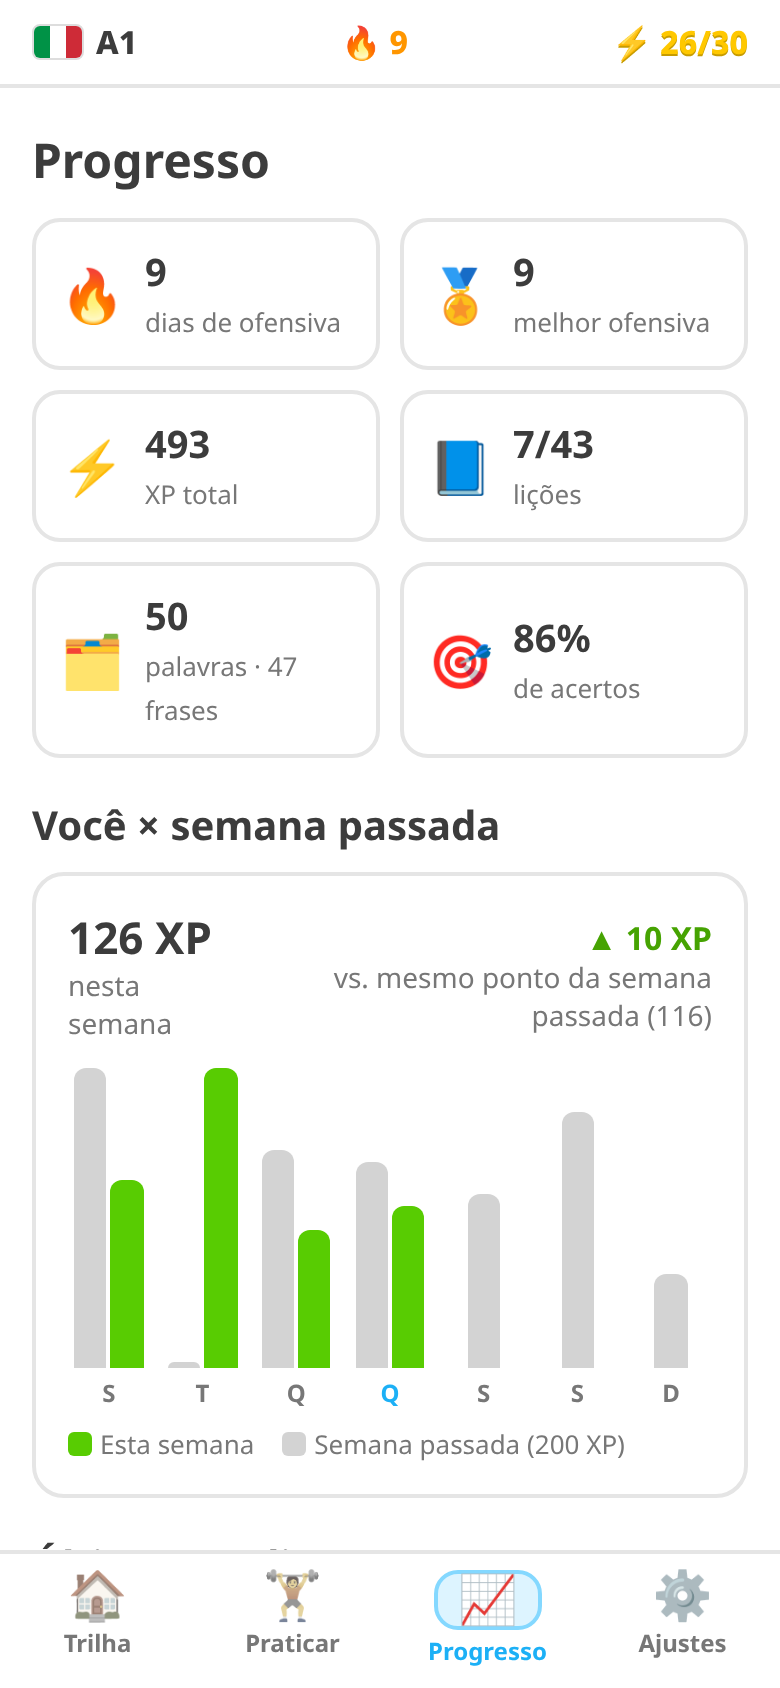 A1
9
26/30
Progresso
9
dias de ofensiva
9
melhor ofensiva
493
XP total
7/43
lições
50
palavras · 47
frases
86%
de acertos
Você × semana passada
126 XP
nesta
semana
▲ 10 XP
vs. mesmo ponto da semana
passada (116)
S T Q Q S S D
Esta semana
Semana passada (200 XP)
Trilha
Praticar
Progresso
Ajustes